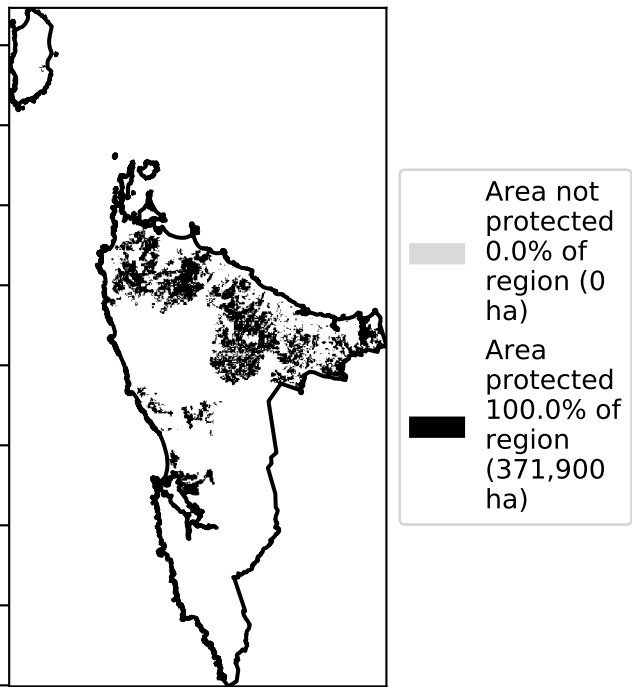 Area not
protected
0.0% of
region (0
ha)
Area
protected
100.0% of
region
(371,900
ha)